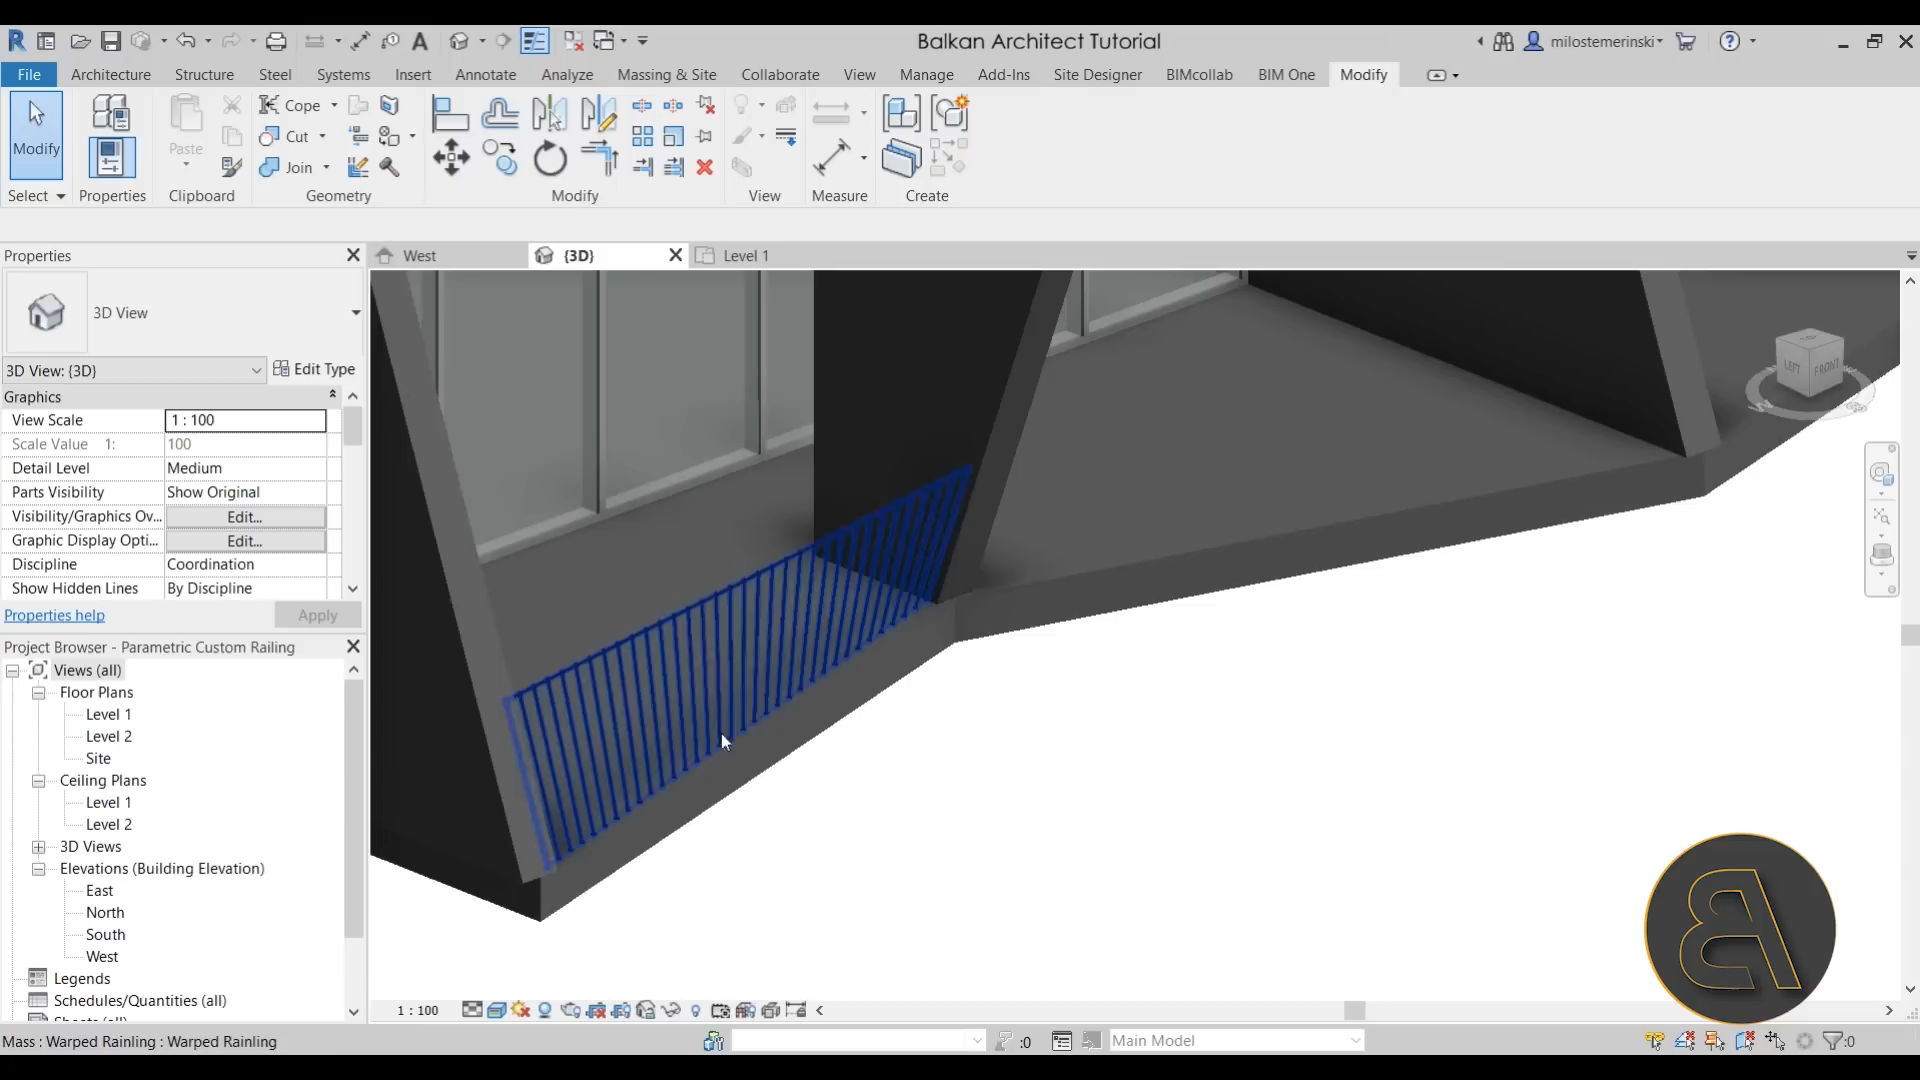 Balkan Architect Tutorial
milostemerinski
File Architecture Structure Steel Systems Insert Annotate Analyze Massing & Site Collaborate View Manage Add-Ins Site Designer BIMcollab BIM One Modify
Modify
Paste
Cope
Cut
Join
Select Properties Clipboard Geometry Modify View Measure Create
Properties
West {3D} Level 1
3D View
3D View: {3D} Edit Type
Graphics
View Scale 1 : 100
Scale Value 1: 100
Detail Level Medium
Parts Visibility Show Original
Visibility/Graphics Ov... Edit...
Graphic Display Opti... Edit...
Discipline Coordination
Show Hidden Lines By Discipline
Properties help Apply
LEFT FRONT
W
Project Browser - Parametric Custom Railing
Views (all)
Floor Plans
Level 1
Level 2
Site
Ceiling Plans
Level 1
Level 2
3D Views
Elevations (Building Elevation)
East
North
South
West
Legends
Schedules/Quantities (all)
1 : 100
Mass : Warped Rainling : Warped Rainling
:0
Main Model
:0